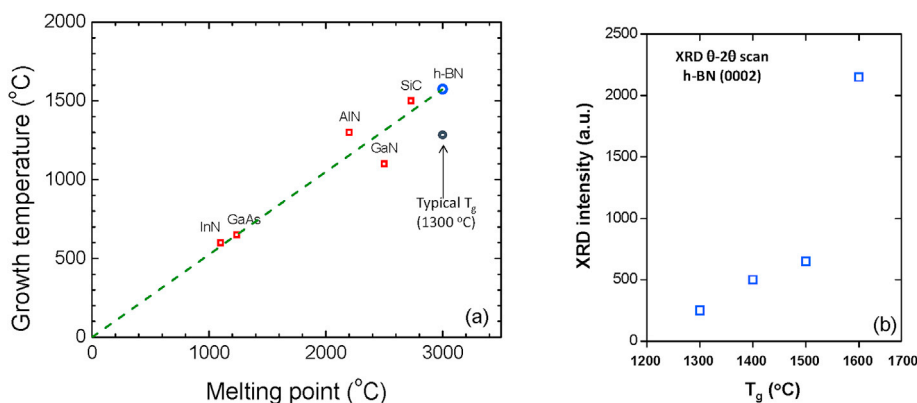 2000
1500
1000
500
0
Growth temperature (°C)
InN
GaAs
AlN
GaN
SiC
h-BN
Typical Tg
(1300 °C)
(a)
0
1000
2000
3000
Melting point (°C)
2500
2000
1500
1000
500
0
XRD intensity (a.u.)
XRD θ-2θ scan
h-BN (0002)
(b)
1200
1300
1400
1500
1600
1700
Tg (°C)